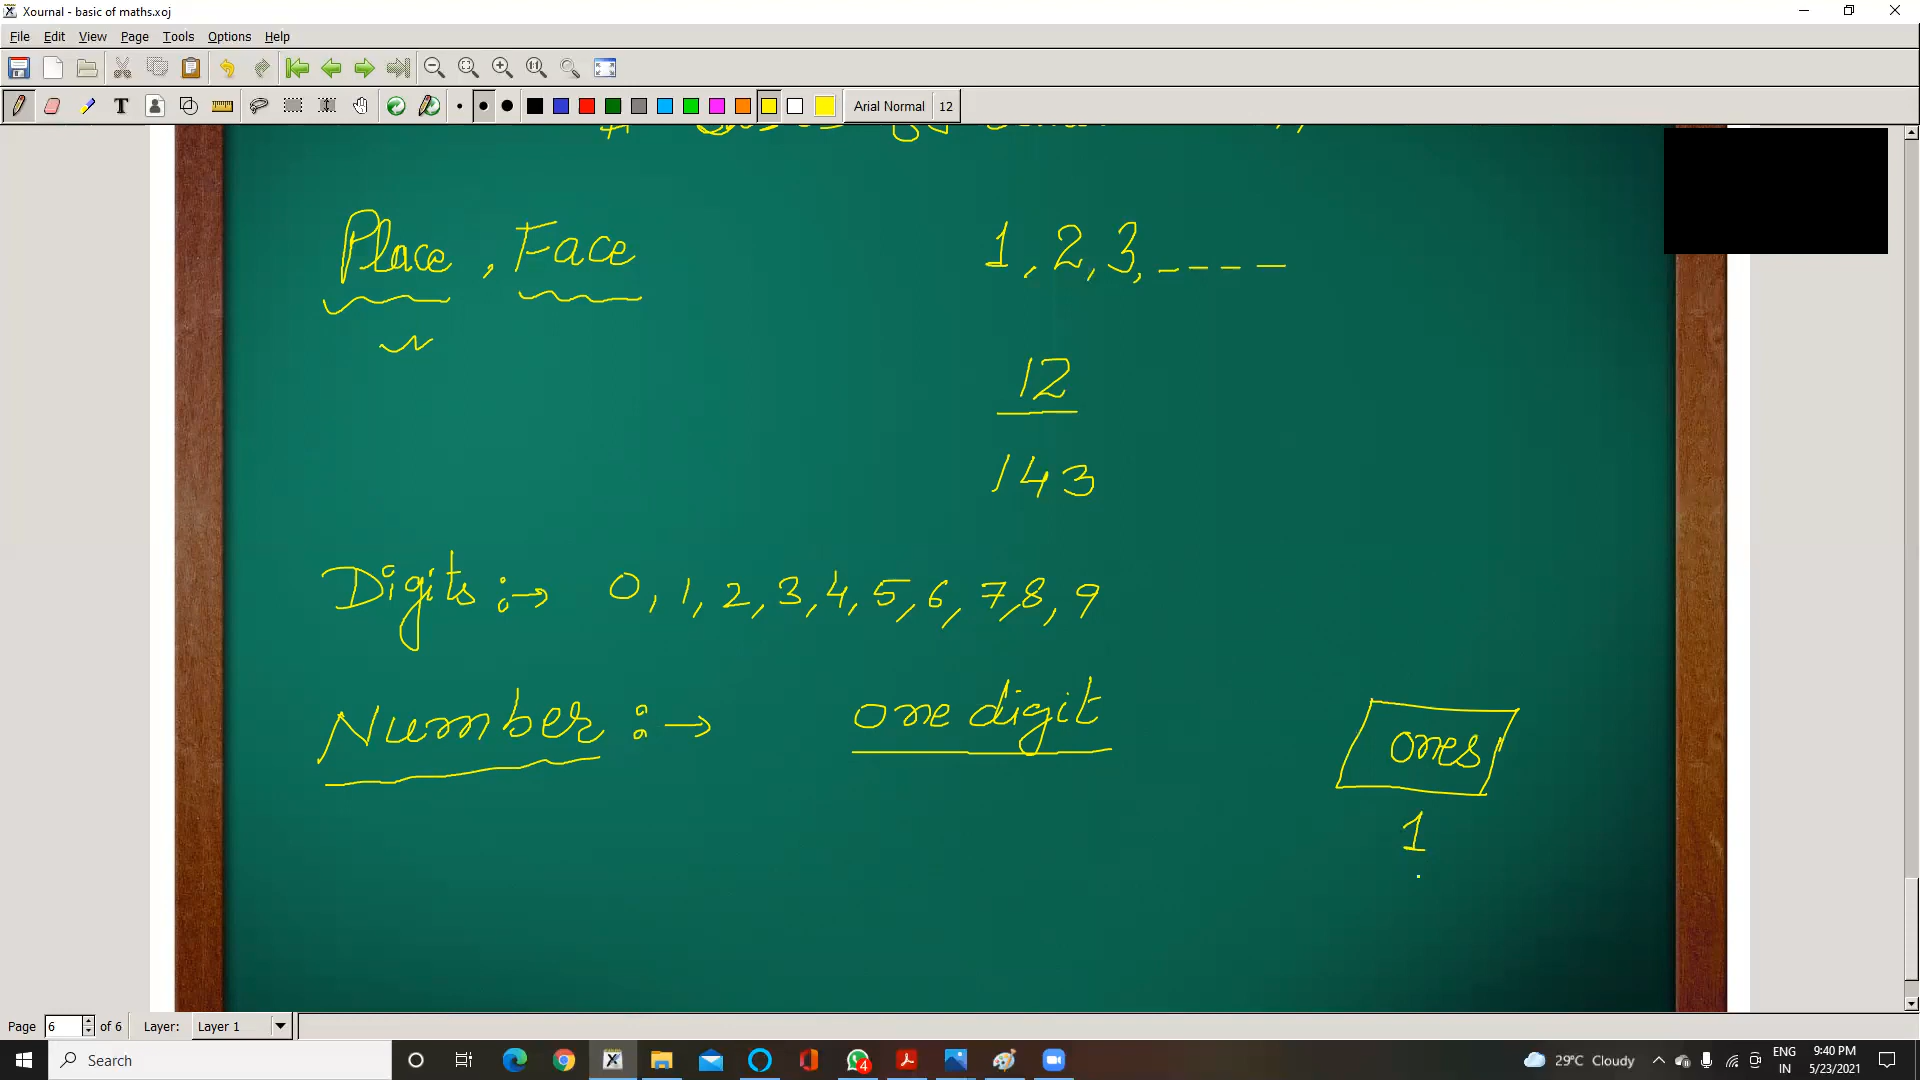 Xournal - basic of maths.xoj
File Edit View Page Tools Options Help
Arial Normal 12
Place, Face
1, 2, 3, ----
12
143
Digits :→ 0, 1, 2, 3, 4, 5, 6, 7, 8, 9
Number :→ one digit
ones
1
Page 6 of 6 Layer: Layer 1
Search
4
29°C Cloudy
ENG
IN
9:40 PM
5/23/2021